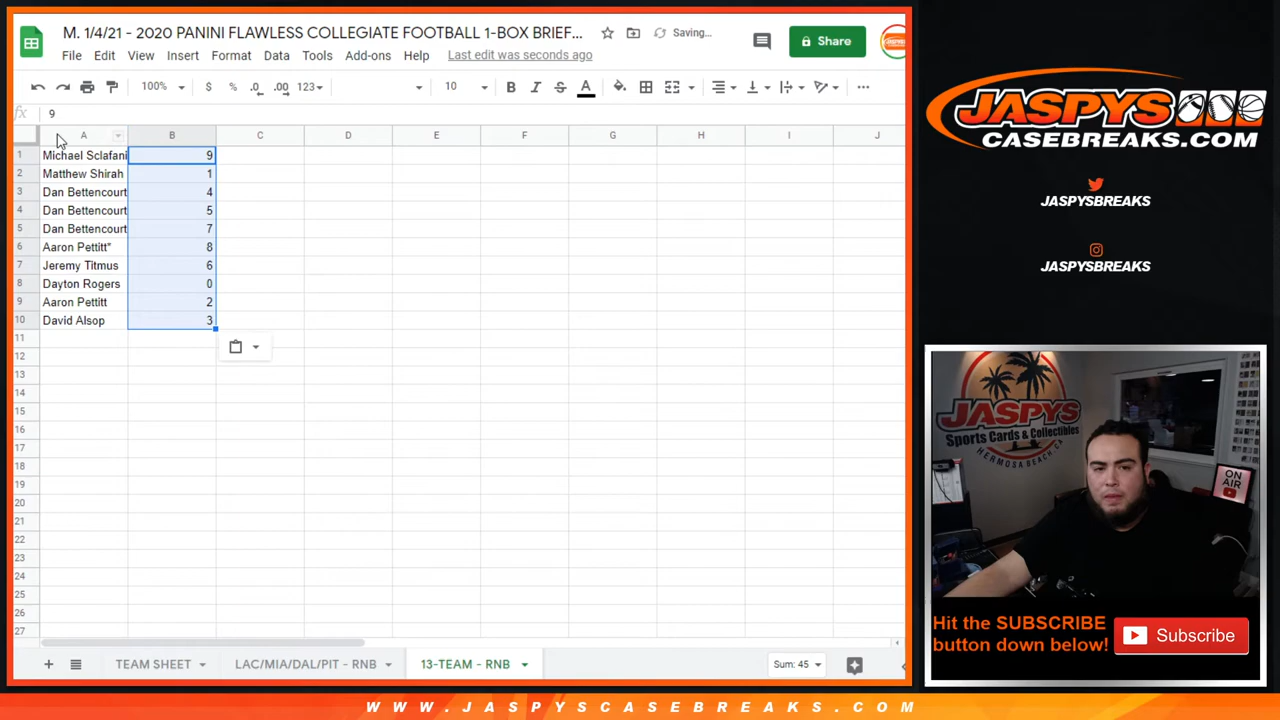 M. 1/4/21 - 2020 PANINI FLAWLESS COLLEGIATE FOOTBALL 1-BOX BRIEF...
Saving...
Share
File Edit View Insert Format Data Tools Add-ons Help Last edit was seconds ago
100% $ % .0 .00 123 10 B I S A
fx 9
A B C D E F G H I J
1 Michael Sclafani 9
2 Matthew Shirah 1
3 Dan Bettencourt 4
4 Dan Bettencourt 5
5 Dan Bettencourt 7
6 Aaron Pettitt" 8
7 Jeremy Titmus 6
8 Dayton Rogers 0
9 Aaron Pettitt 2
10 David Alsop 3
11
12
13
14
15
16
17
18
19
20
21
22
23
24
25
26
27
TEAM SHEET LAC/MIA/DAL/PIT - RNB 13-TEAM - RNB Sum: 45
JASPYS
CASEBREAKS.COM
JASPYSBREAKS
JASPYSBREAKS
JASPYS
Sports Cards & Collectibles
HERMOSA BEACH, CA
ON AIR
Hit the SUBSCRIBE
button down below!
Subscribe
WWW.JASPYSCASEBREAKS.COM